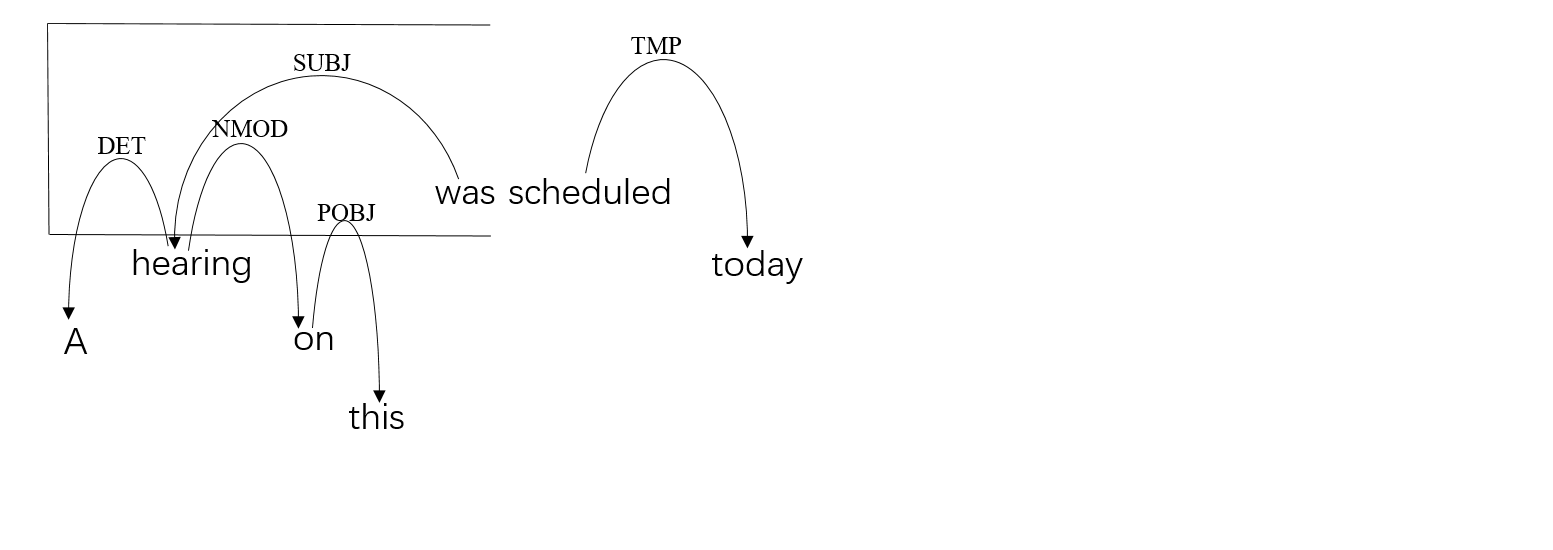 TMP
SUBJ
NMOD
DET
was scheduled
POBJ
hearing
today
A
on
this